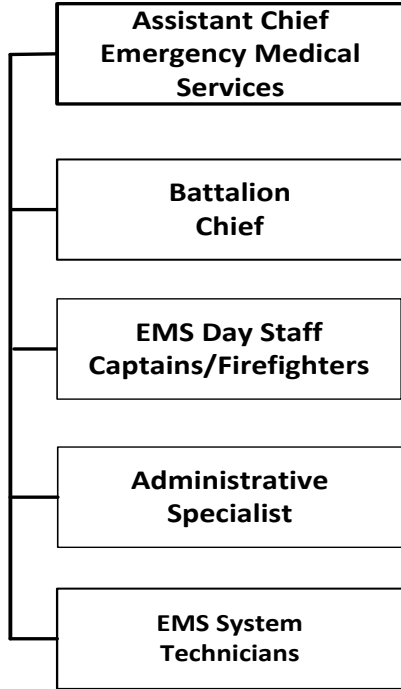 Assistant Chief
Emergency Medical
Services
Battalion
Chief
EMS Day Staff
Captains/Firefighters
Administrative
Specialist
EMS System
Technicians